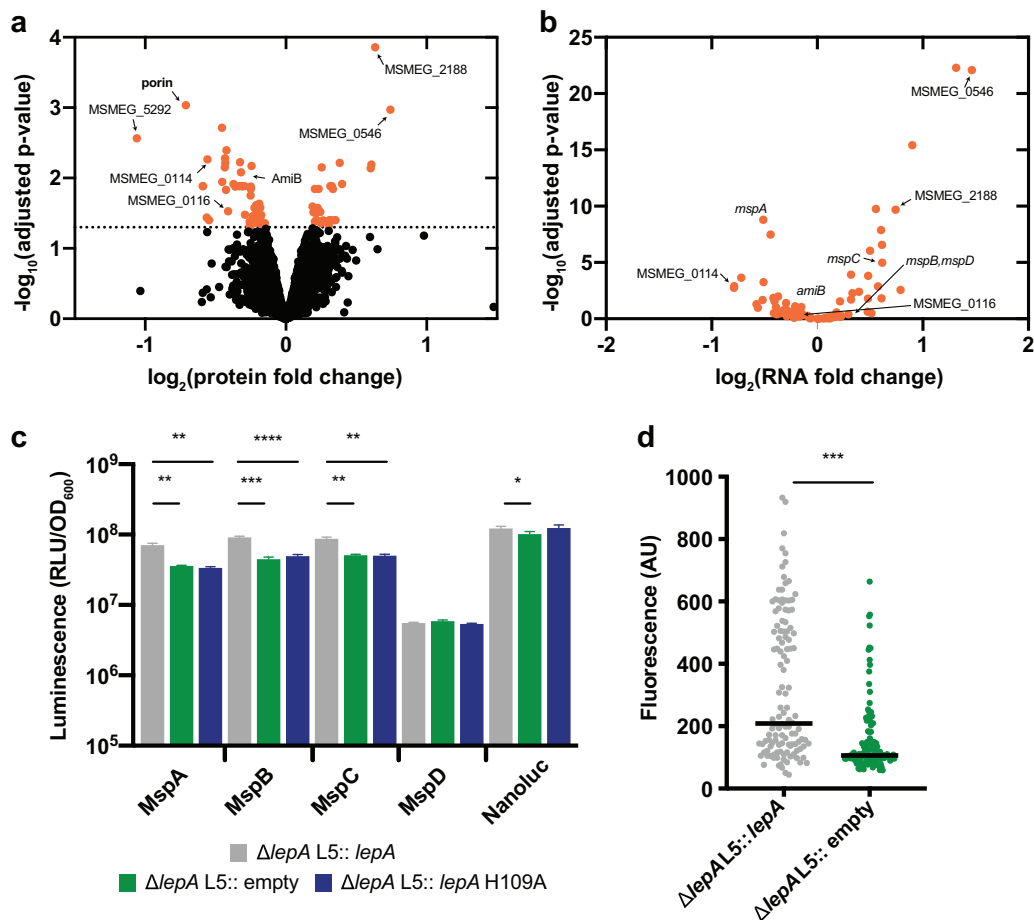 a
-log10(adjusted p-value)
4
3
2
1
0
-1
0
1
log2(protein fold change)
MSMEG_2188
porin
MSMEG_5292
MSMEG_0546
MSMEG_0114
AmiB
MSMEG_0116
b
-log10(adjusted p-value)
25
20
15
10
5
0
-2
-1
0
1
2
log2(RNA fold change)
MSMEG_0546
mspA
MSMEG_2188
mspC
mspB,mspD
MSMEG_0114
amiB
MSMEG_0116
c
Luminescence (RLU/OD600)
10^9
10^8
10^7
10^6
10^5
** **** **
** *** ** *
MspA
MspB
MspC
MspD
Nanoluc
ΔlepA L5:: lepA
ΔlepA L5:: empty
ΔlepA L5:: lepA H109A
d
***
Fluorescence (AU)
1000
800
600
400
200
0
ΔlepA L5:: lepA
ΔlepA L5:: empty